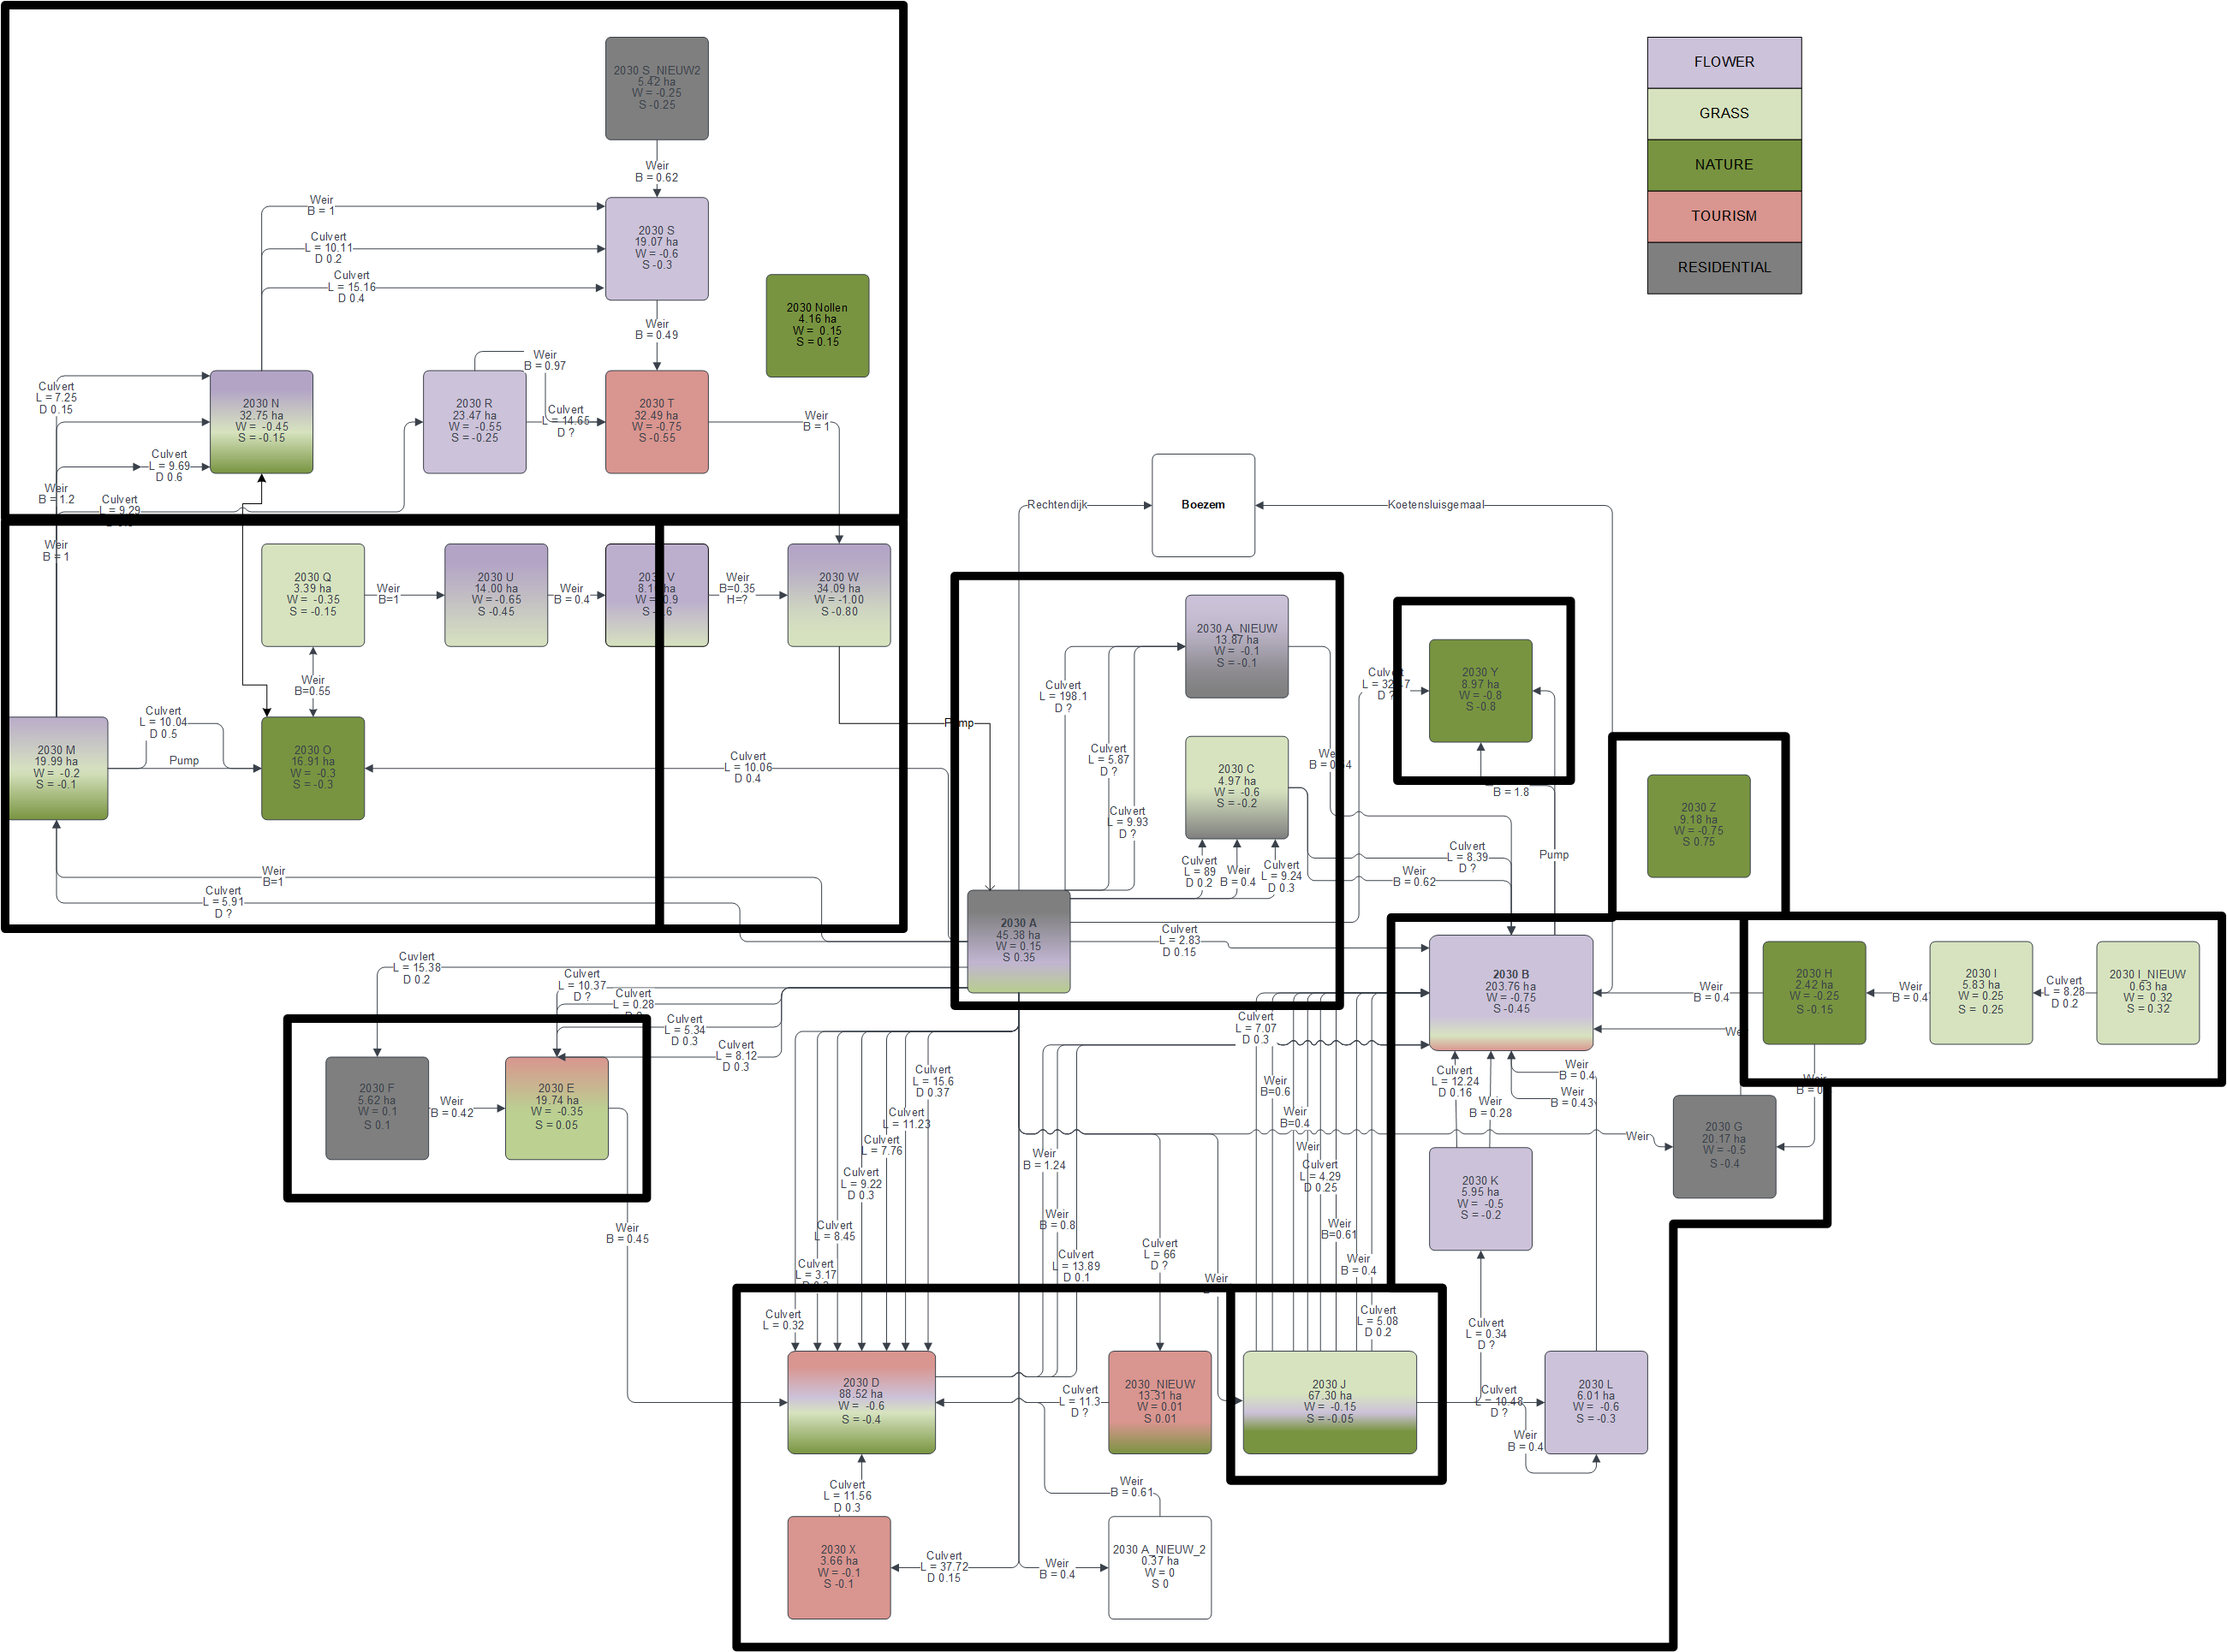 FLOWER
GRASS
NATURE
TOURISM
RESIDENTIAL
2030 S_NIEUW2
5.42 ha
W = -0.25
S -0.25
Weir
B = 0.62
Weir
B = 1
Culvert
L = 10.11
D 0.2
Culvert
L = 15.16
D 0.4
2030 S
19.07 ha
W = -0.6
S -0.3
2030 Nollen
4.16 ha
W = 0.15
S = 0.15
Weir
B = 0.49
Weir
B = 0.97
Culvert
L = 7.25
D 0.15
2030 N
32.75 ha
W = -0.45
S = -0.15
2030 R
23.47 ha
W = -0.55
S = -0.25
Culvert
L = 14.65
D ?
2030 T
32.49 ha
W = -0.75
S -0.55
Weir
B = 1
Culvert
L = 9.69
D 0.6
Weir
B = 1.2
Culvert
L = 9.29
Weir
B = 1
Rechtendijk
Boezem
Koetensluisgemaal
2030 Q
3.39 ha
W = -0.35
S = -0.15
Weir
B=1
2030 U
14.00 ha
W = -0.65
S -0.45
Weir
B = 0.4
2030 V
Weir
B=0.35
H=?
2030 W
34.09 ha
W = -1.00
S -0.80
Weir
B=0.55
2030 M
19.99 ha
W = -0.2
S = -0.1
Culvert
L = 10.04
D 0.5
Pump
2030 O
16.91 ha
W = -0.3
S = -0.3
Pump
Culvert
L = 10.06
D 0.4
Weir
B=1
Culvert
L = 5.91
D ?
2030 A_NIEUW
13.87 ha
W = -0.1
S = -0.1
Culvert
L = 198.1
D ?
Culvert
L = 5.87
D ?
Culvert
L = 9.93
D ?
2030 C
4.97 ha
W = -0.6
S = -0.2
Culvert
L = 89
D 0.2
Weir
B = 0.4
Culvert
L = 9.24
D 0.3
Culvert
D ?
2030 Y
8.97 ha
W = -0.8
S -0.8
B = 1.8
Pump
2030 Z
9.18 ha
W = -0.75
S 0.75
Culvert
L = 8.39
D ?
Weir
B = 0.62
2030 A
45.38 ha
W = 0.15
S 0.35
Culvert
L = 2.83
D 0.15
2030 B
203.76 ha
W = -0.75
S -0.45
Weir
B = 0.4
2030 H
2.42 ha
W = -0.25
S -0.15
Weir
B = 0.4
2030 I
5.83 ha
W = 0.25
S = 0.25
Culvert
L = 8.28
D 0.2
2030 I_NIEUW
0.63 ha
W = 0.32
S = 0.32
Cuvlert
L = 15.38
D 0.2
Culvert
L = 10.37
D ?
Culvert
L = 0.28
Culvert
L = 5.34
D 0.3
Culvert
L = 8.12
D 0.3
2030 F
5.62 ha
W = 0.1
S 0.1
Weir
B = 0.42
2030 E
19.74 ha
W = -0.35
S = 0.05
Weir
B = 0.45
Culvert
L = 15.6
D 0.37
Culvert
L = 11.23
Culvert
L = 7.76
Culvert
L = 9.22
D 0.3
Culvert
L = 8.45
Culvert
L = 3.17
Culvert
L = 0.32
Culvert
L = 7.07
D 0.3
Weir
B=0.6
Weir
B=0.4
Weir
Culvert
L = 4.29
D 0.25
Weir
B=0.61
Weir
B = 0.4
Culvert
L = 5.08
D 0.2
Weir
B = 1.24
Weir
B = 0.8
Culvert
L = 13.89
D 0.1
Culvert
L = 66
D ?
Weir
Culvert
L = 12.24
D 0.16
Weir
B = 0.28
Weir
B = 0.4
Weir
B = 0.43
Weir
2030 G
20.17 ha
W = -0.5
S -0.4
2030 K
5.95 ha
W = -0.5
S = -0.2
Culvert
L = 0.34
D ?
2030 D
88.52 ha
W = -0.6
S = -0.4
Culvert
L = 11.3
D ?
2030_NIEUW
13.31 ha
W = 0.01
S 0.01
2030 J
67.30 ha
W = -0.15
S = -0.05
Culvert
L = 10.48
D ?
Weir
B = 0.4
2030 L
6.01 ha
W = -0.6
S = -0.3
Culvert
L = 11.56
D 0.3
Weir
B = 0.61
2030 X
3.66 ha
W = -0.1
S -0.1
Culvert
L = 37.72
D 0.15
Weir
B = 0.4
2030 A_NIEUW_2
0.37 ha
W = 0
S 0